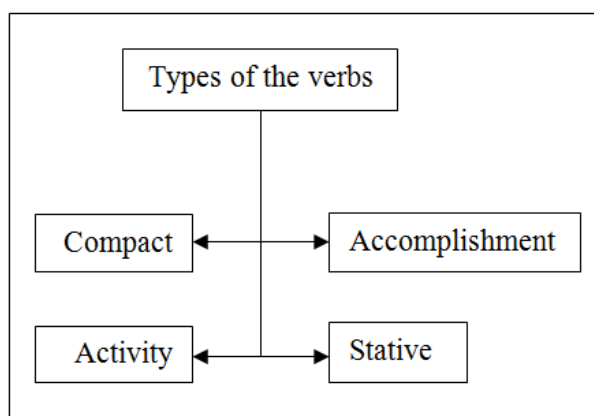 Types of the verbs
Compact
Accomplishment
Activity
Stative